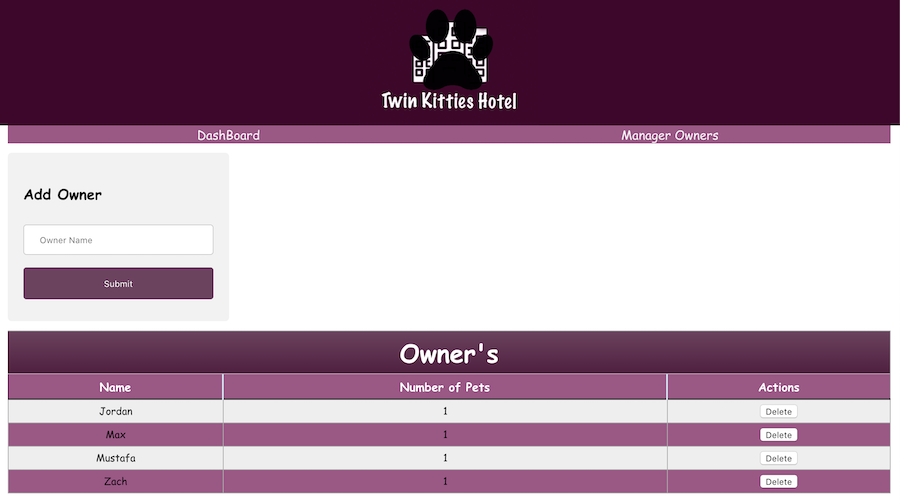 Twin Kitties Hotel
DashBoard Manager Owners
Add Owner
Owner Name
Submit
Owner's
Name Number of Pets Actions
Jordan 1 Delete
Max 1 Delete
Mustafa 1 Delete
Zach 1 Delete